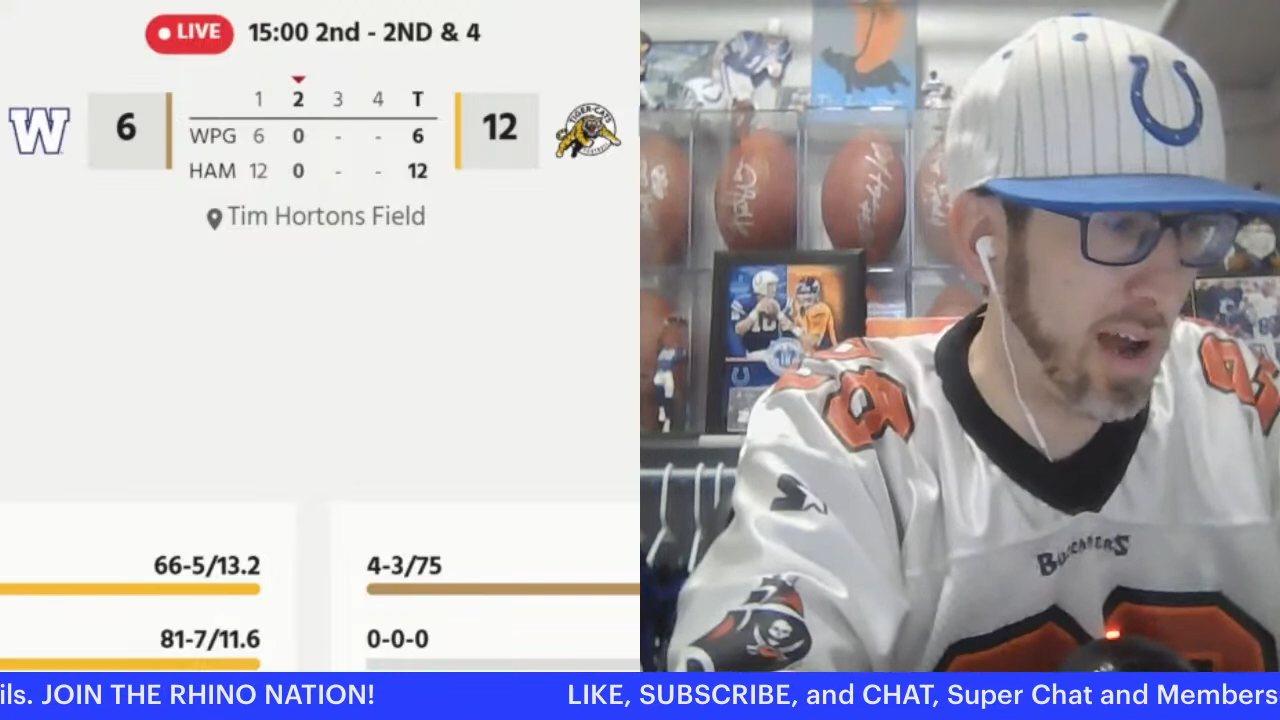 LIVE 15:00 2nd - 2ND & 4
W 6 1 2 3 4 T 12 TIGER-CATS
WPG 6 0 - - 6
HAM 12 0 - - 12
Tim Hortons Field
66-5/13.2 4-3/75
81-7/11.6 0-0-0
BUCCANEERS
ils. JOIN THE RHINO NATION! LIKE, SUBSCRIBE, and CHAT, Super Chat and Members